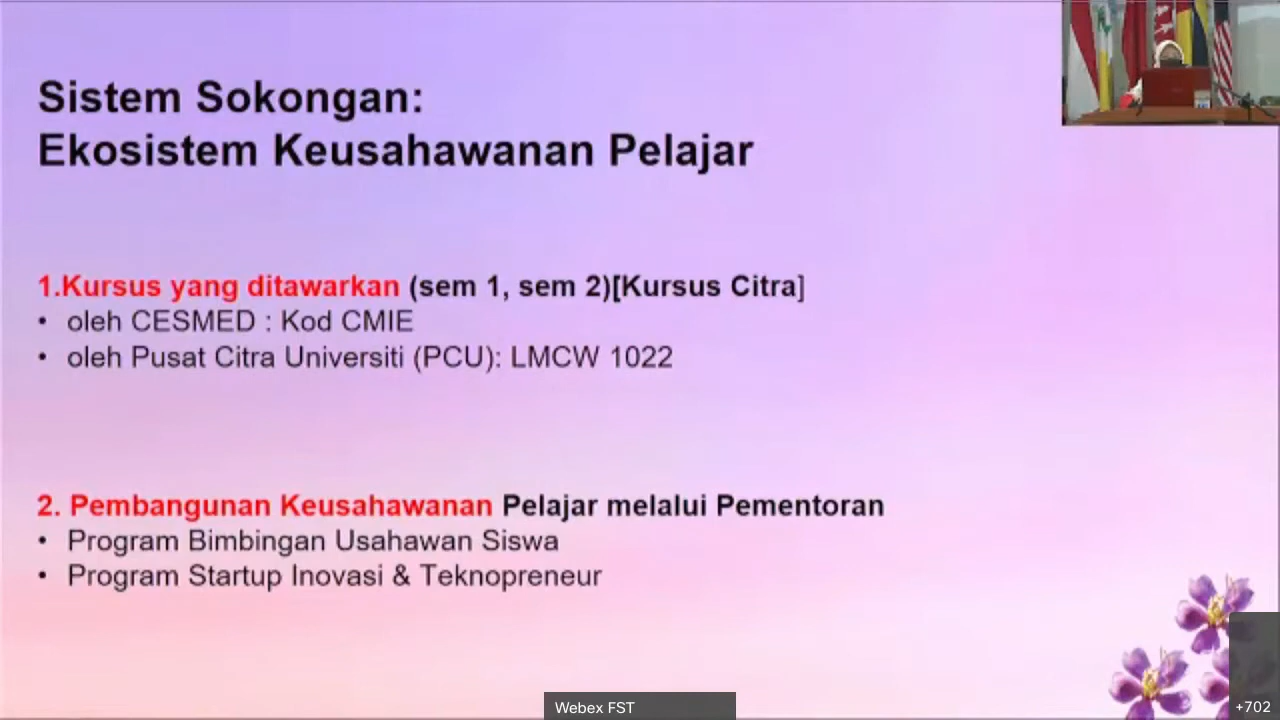 Sistem Sokongan:
Ekosistem Keusahawanan Pelajar
1.Kursus yang ditawarkan (sem 1, sem 2)[Kursus Citra]
• oleh CESMED : Kod CMIE
• oleh Pusat Citra Universiti (PCU): LMCW 1022
2. Pembangunan Keusahawanan Pelajar melalui Pementoran
• Program Bimbingan Usahawan Siswa
• Program Startup Inovasi & Teknopreneur
Webex FST
+702